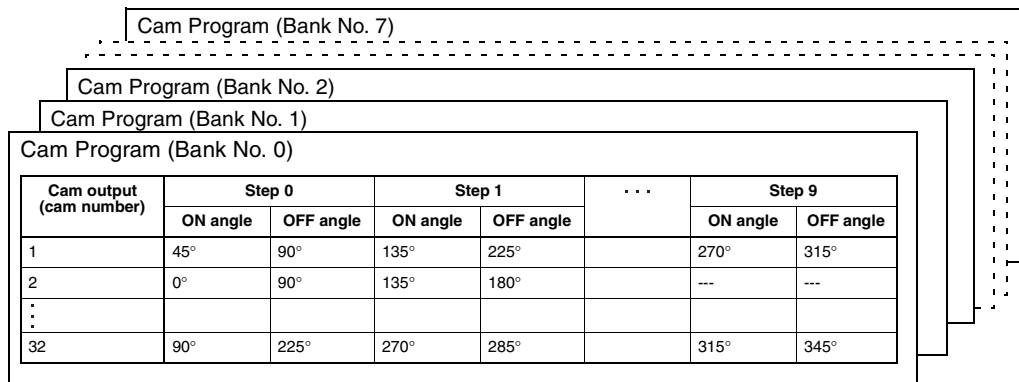 Cam Program (Bank No. 7)
Cam Program (Bank No. 2)
Cam Program (Bank No. 1)
Cam Program (Bank No. 0)
Cam output (cam number) Step 0 Step 1 · · · Step 9
ON angle OFF angle ON angle OFF angle ON angle OFF angle
1 45° 90° 135° 225° 270° 315°
2 0° 90° 135° 180° --- ---
⋮
32 90° 225° 270° 285° 315° 345°